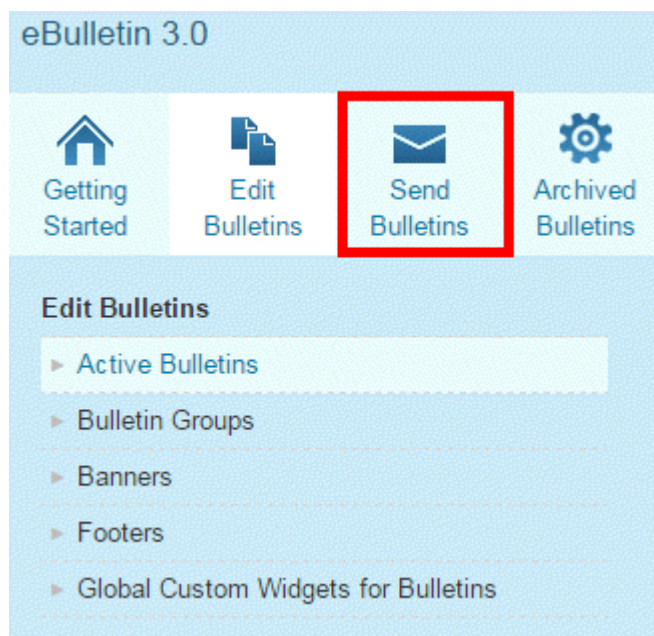 eBulletin 3.0
Getting Started
Edit Bulletins
Send Bulletins
Archived Bulletins
Edit Bulletins
Active Bulletins
Bulletin Groups
Banners
Footers
Global Custom Widgets for Bulletins